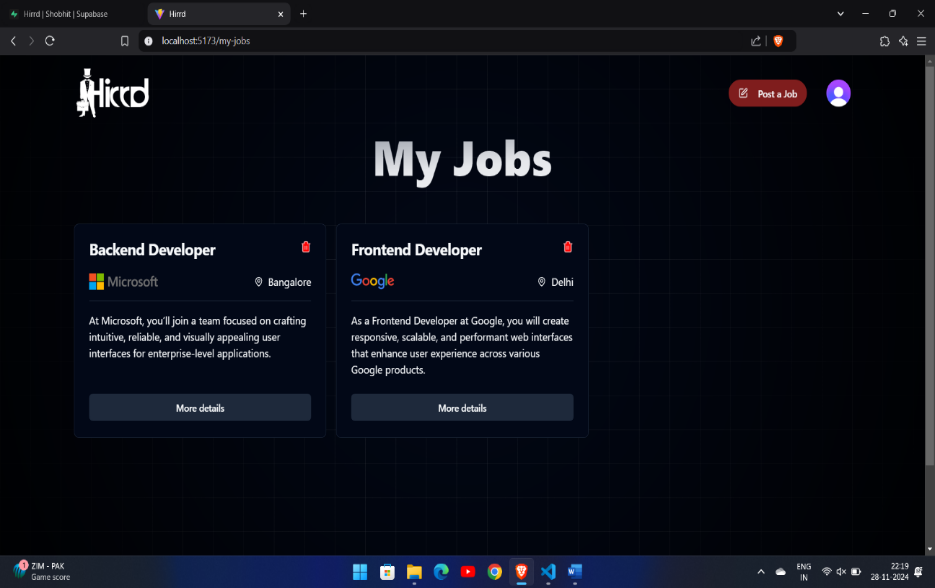 Hirrd | Shobhit | Supabase
Hirrd
localhost:5173/my-jobs
Hirrd
Post a Job
My Jobs
Backend Developer
Microsoft
Bangalore
At Microsoft, you'll join a team focused on crafting
intuitive, reliable, and visually appealing user
interfaces for enterprise-level applications.
More details
Frontend Developer
Google
Delhi
As a Frontend Developer at Google, you will create
responsive, scalable, and performant web interfaces
that enhance user experience across various
Google products.
More details
1
ZIM - PAK
Game score
ENG
IN
22:19
28-11-2024